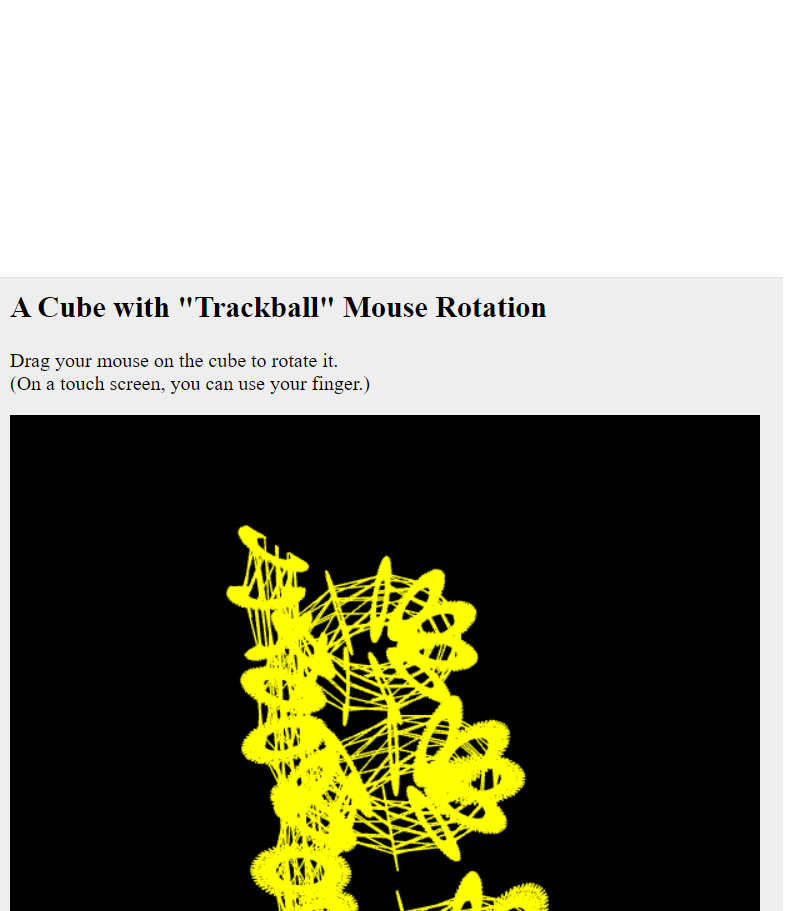 A Cube with "Trackball" Mouse Rotation
Drag your mouse on the cube to rotate it.
(On a touch screen, you can use your finger.)